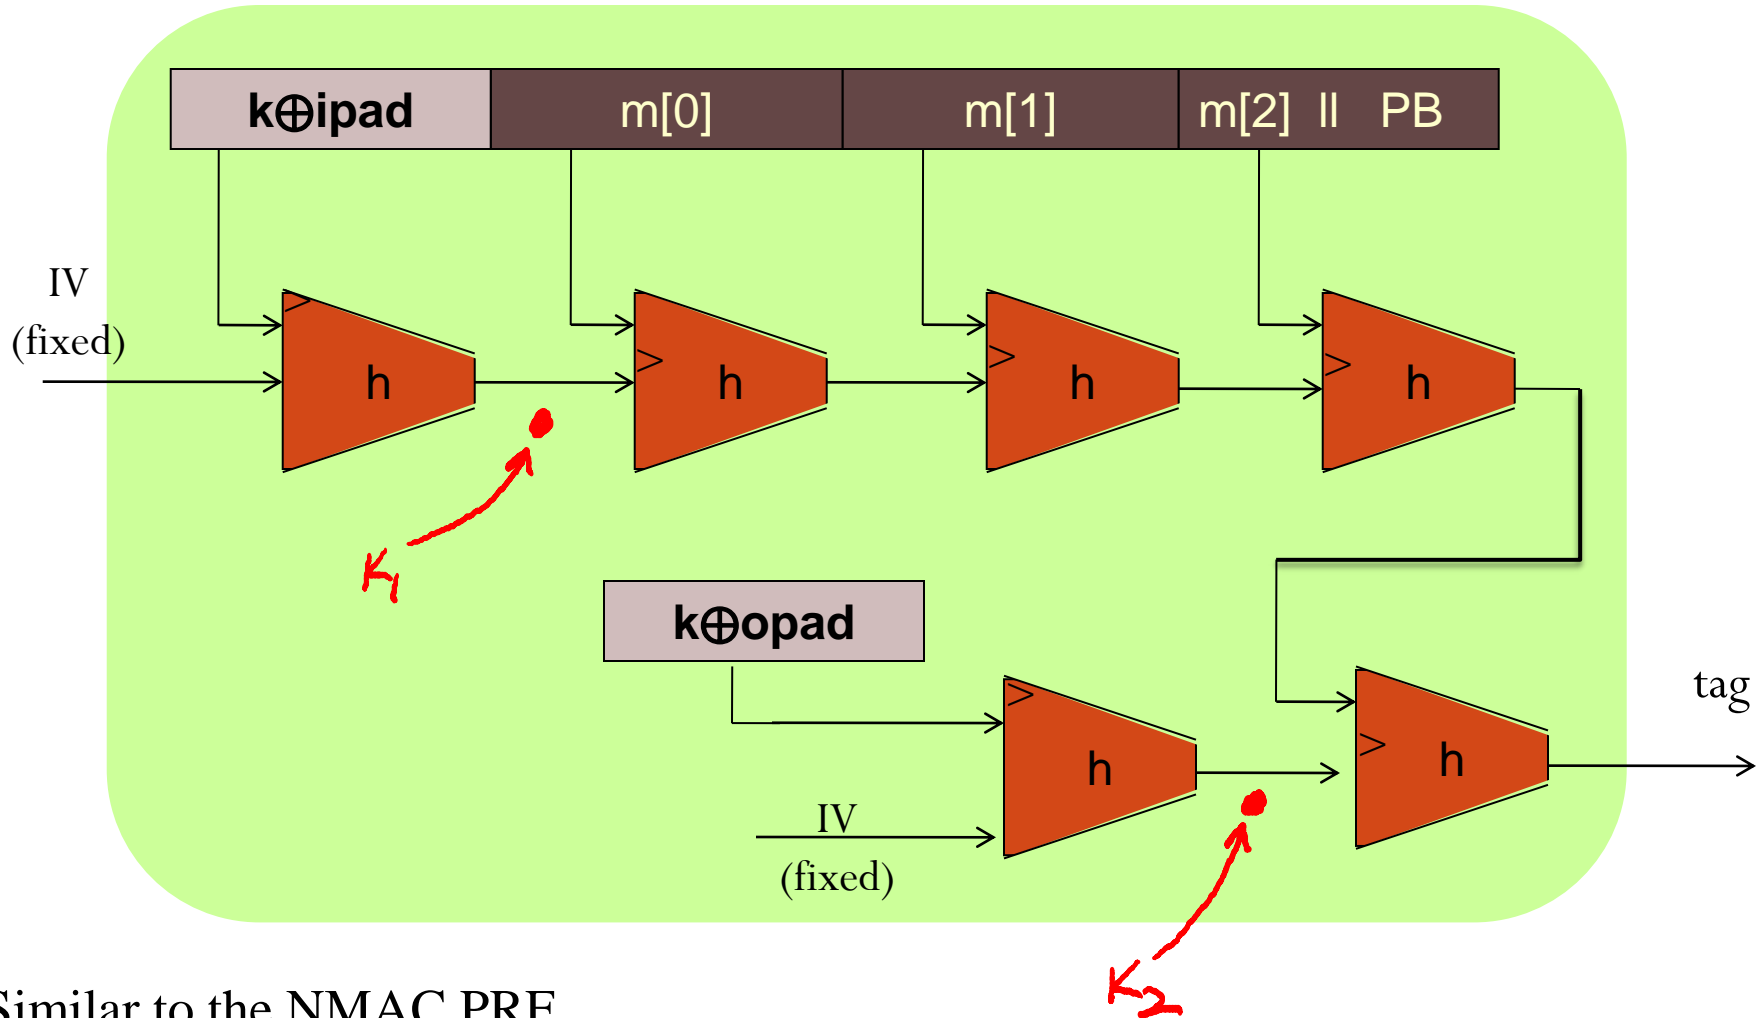 k⊕ipad m[0] m[1] m[2] ll PB
IV
(fixed)
> h > h > h > h
k1
k⊕opad
> h > h
tag
IV
(fixed)
k2
Similar to the NMAC PRF